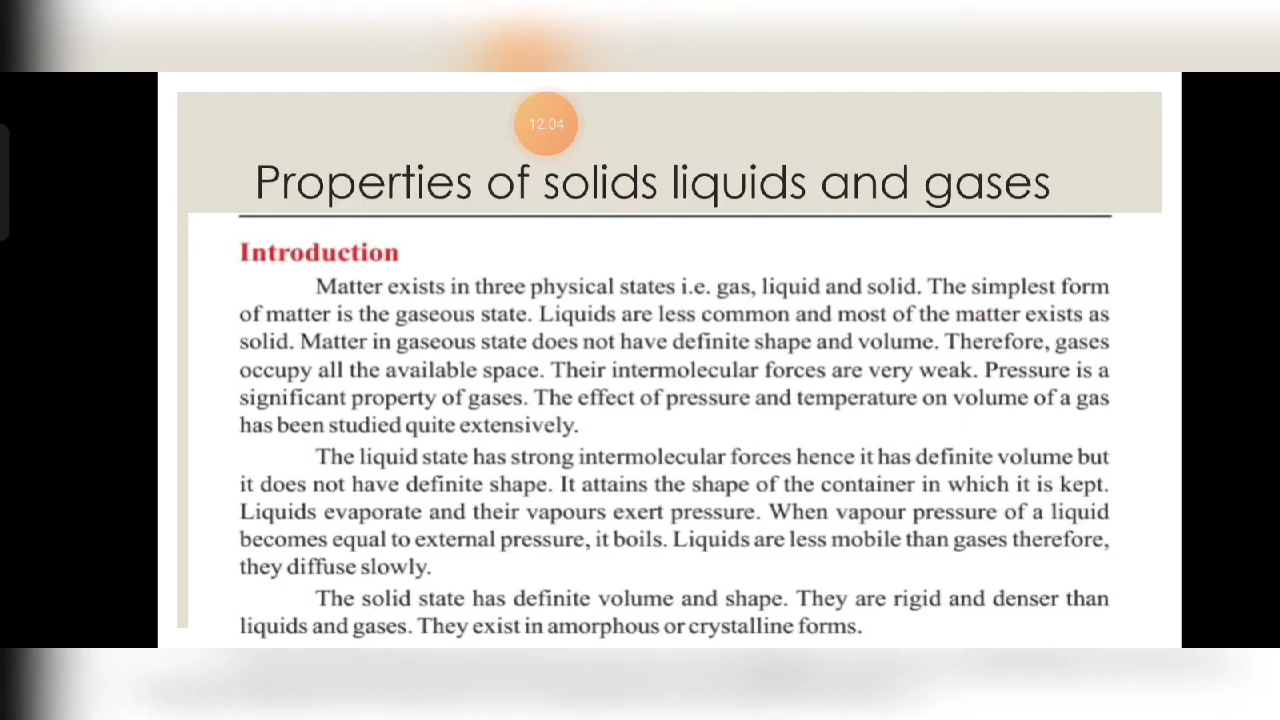 12:04
Properties of solids liquids and gases
Introduction
Matter exists in three physical states i.e. gas, liquid and solid. The simplest form
of matter is the gaseous state. Liquids are less common and most of the matter exists as
solid. Matter in gaseous state does not have definite shape and volume. Therefore, gases
occupy all the available space. Their intermolecular forces are very weak. Pressure is a
significant property of gases. The effect of pressure and temperature on volume of a gas
has been studied quite extensively.
The liquid state has strong intermolecular forces hence it has definite volume but
it does not have definite shape. It attains the shape of the container in which it is kept.
Liquids evaporate and their vapours exert pressure. When vapour pressure of a liquid
becomes equal to external pressure, it boils. Liquids are less mobile than gases therefore,
they diffuse slowly.
The solid state has definite volume and shape. They are rigid and denser than
liquids and gases. They exist in amorphous or crystalline forms.